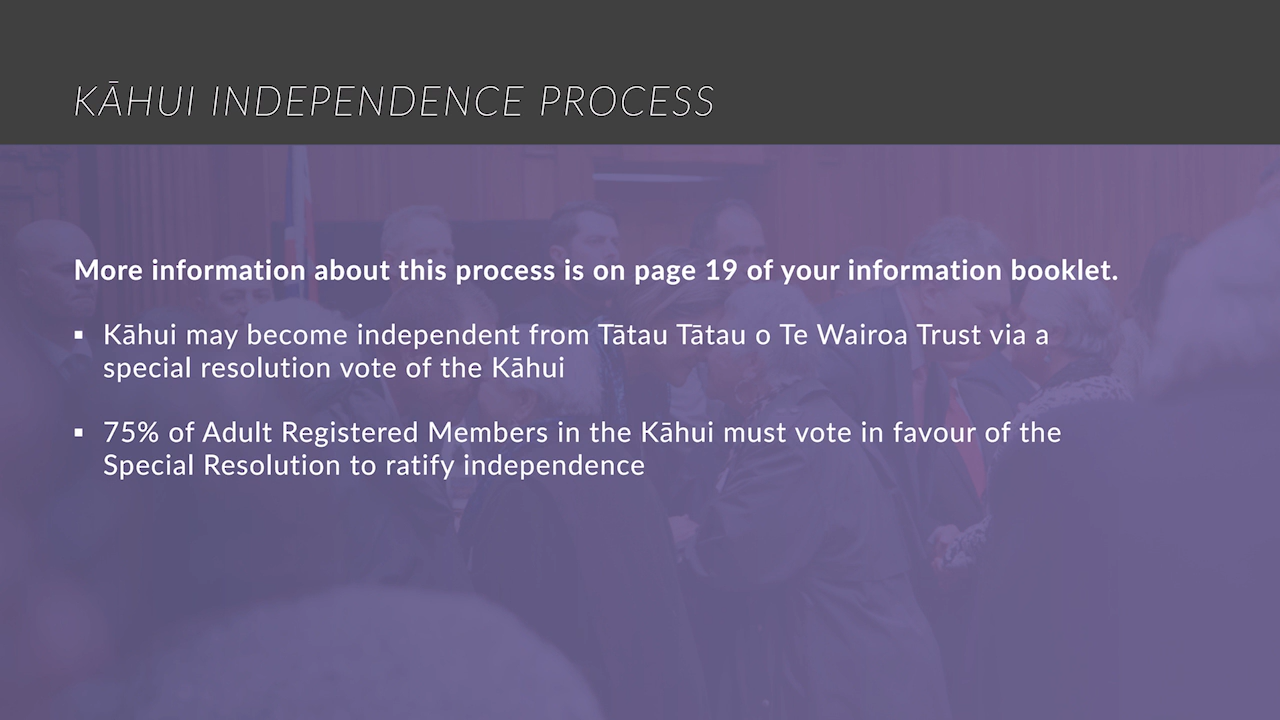 KĀHUI INDEPENDENCE PROCESS
More information about this process is on page 19 of your information booklet.
▪ Kāhui may become independent from Tātau Tātau o Te Wairoa Trust via a
special resolution vote of the Kāhui
▪ 75% of Adult Registered Members in the Kāhui must vote in favour of the
Special Resolution to ratify independence